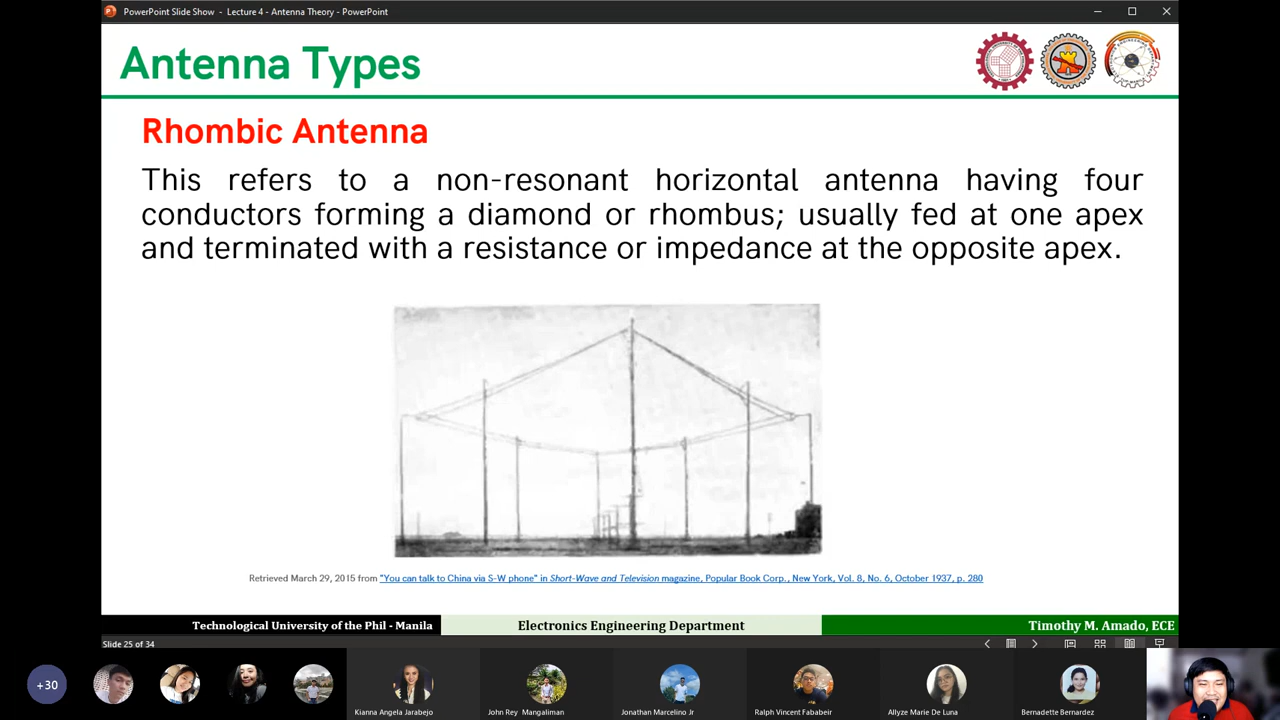 PowerPoint Slide Show - Lecture 4 - Antenna Theory - PowerPoint
Antenna Types
Rhombic Antenna
This refers to a non-resonant horizontal antenna having four
conductors forming a diamond or rhombus; usually fed at one apex
and terminated with a resistance or impedance at the opposite apex.
Retrieved March 29, 2015 from "You can talk to China via S-W phone" in Short-Wave and Television magazine, Popular Book Corp., New York, Vol. 8, No. 6, October 1937, p. 280
Technological University of the Phil - Manila
Electronics Engineering Department
Timothy M. Amado, ECE
Slide 25 of 34
+30
Kianna Angela Jarabejo
John Rey Mangaliman
Jonathan Marcelino Jr
Ralph Vincent Fababeir
Allyze Marie De Luna
Bernadette Bernardez